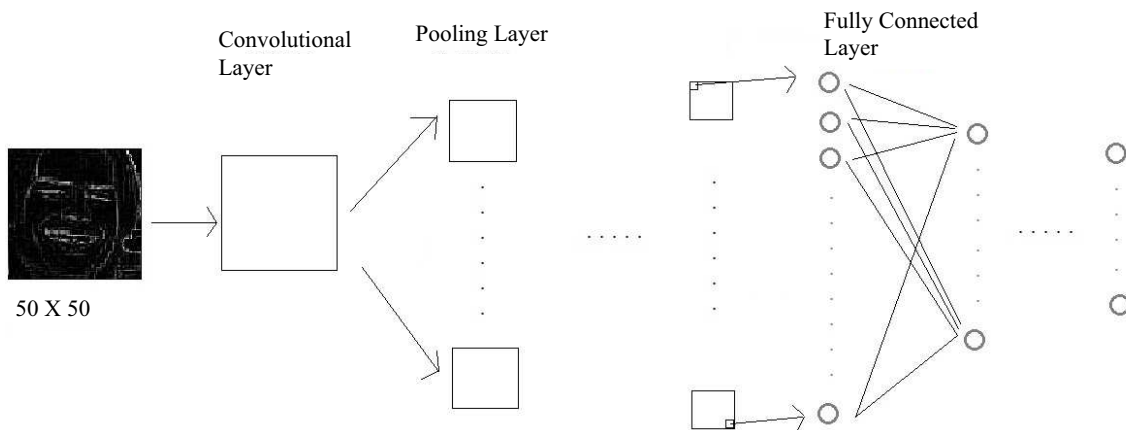 Convolutional
Layer
Pooling Layer
Fully Connected
Layer
50 X 50